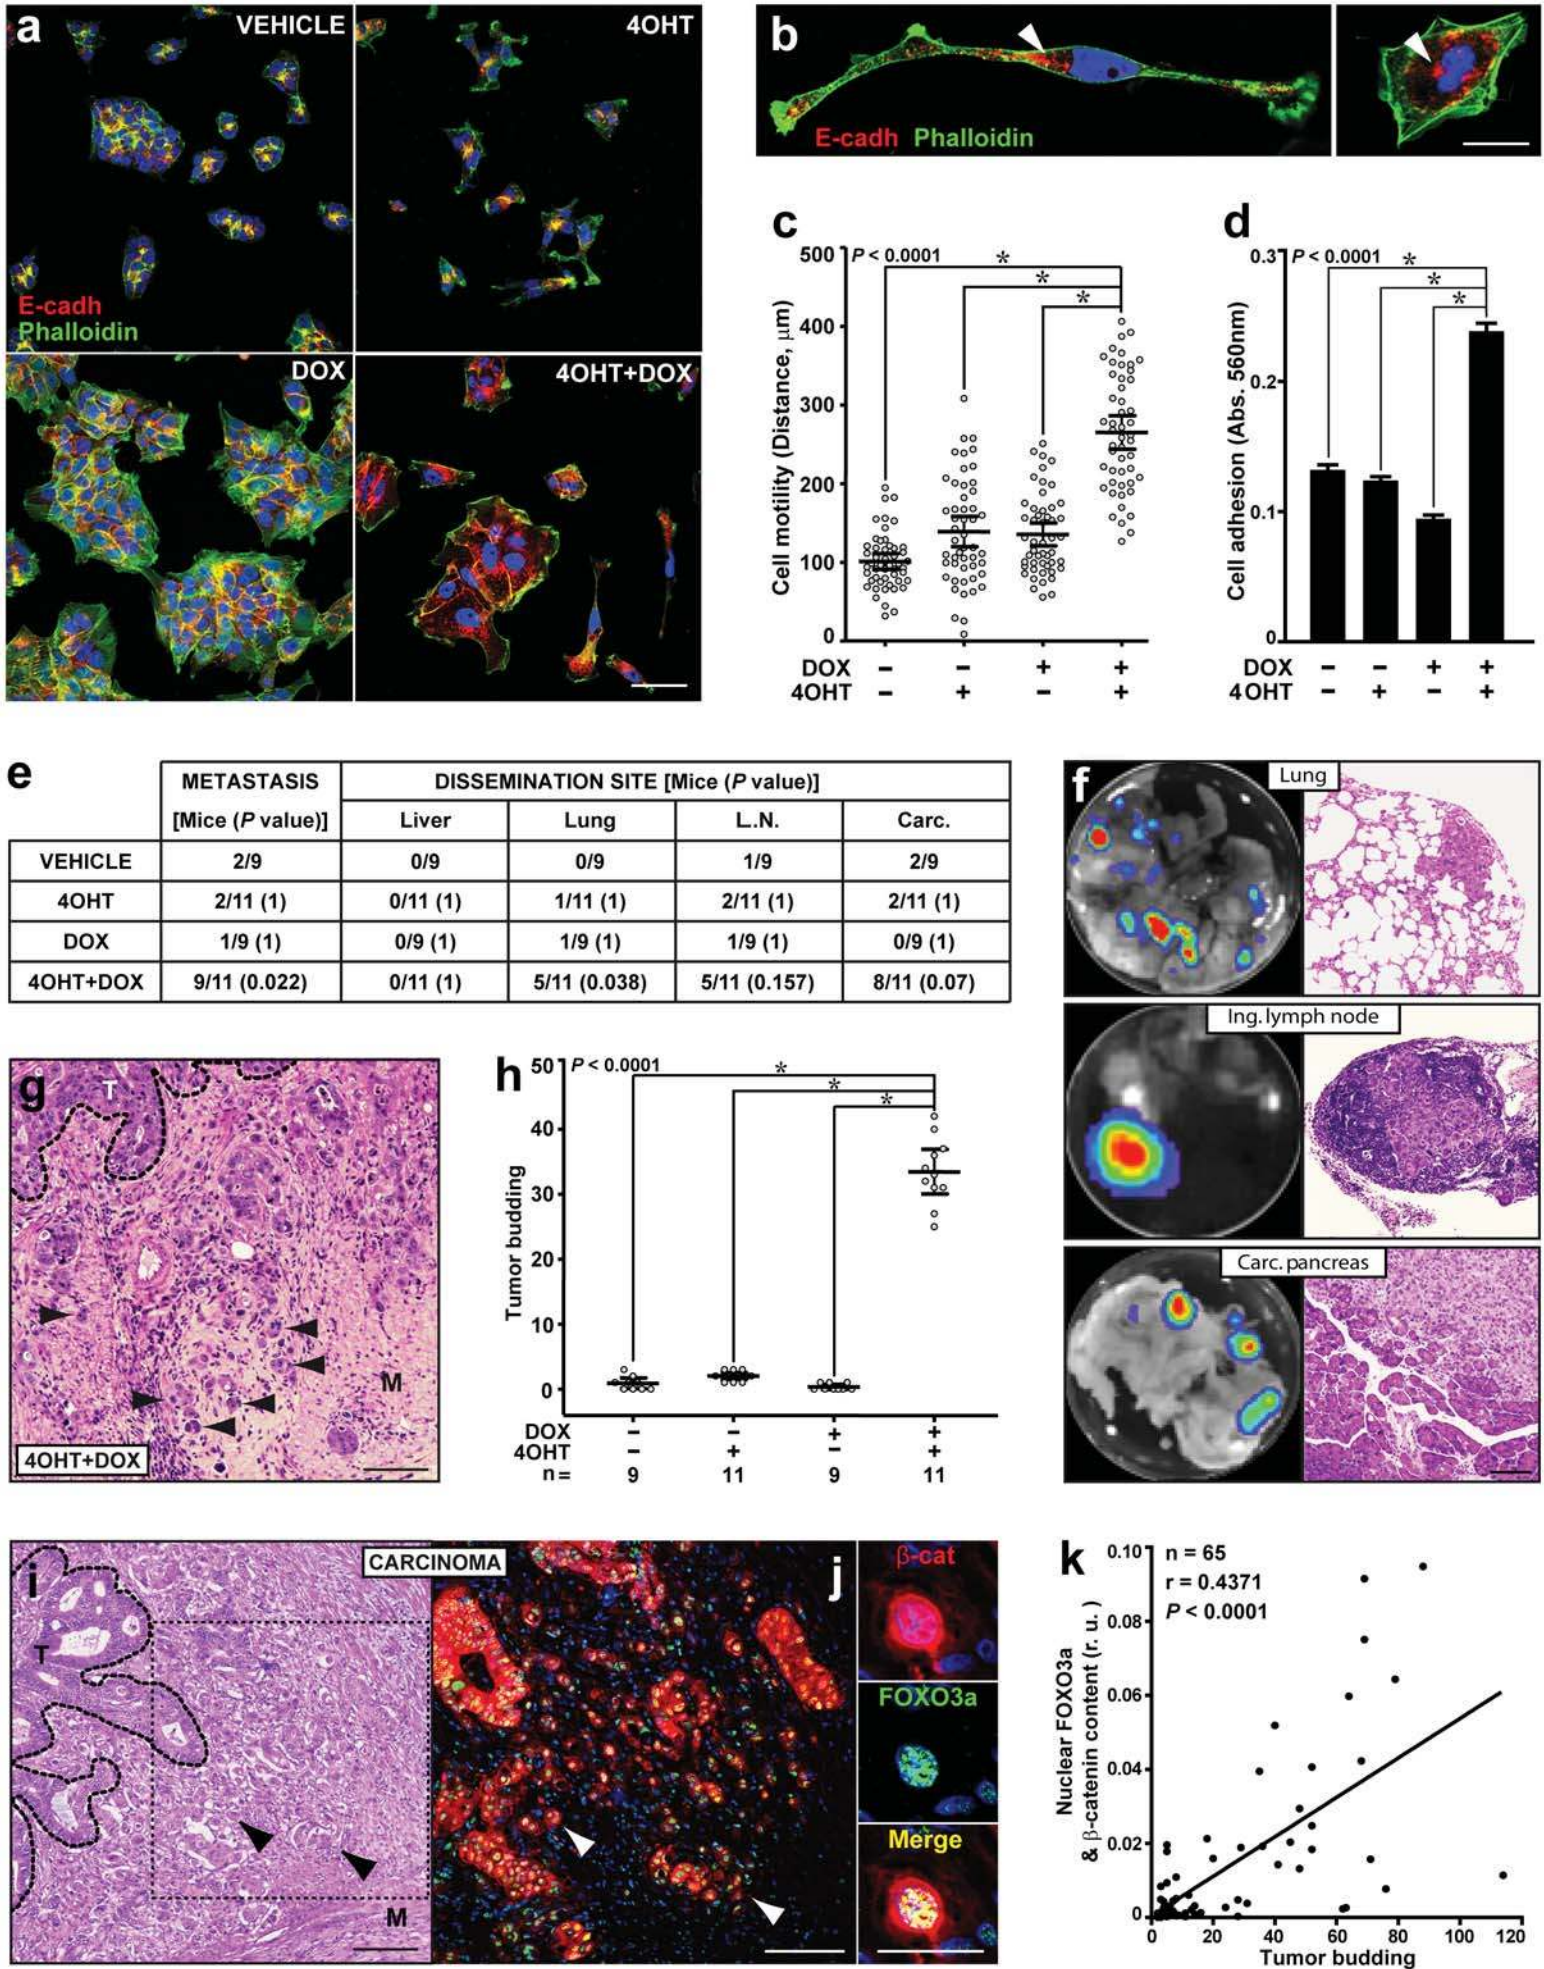 a
VEHICLE
4OHT
E-cadh
Phalloidin
DOX
4OHT+DOX
b
E-cadh Phalloidin
c
P < 0.0001
* * *
Cell motility (Distance, μm)
500
400
300
200
100
0
DOX − − + +
4OHT − + − +
d
P < 0.0001
* * *
Cell adhesion (Abs. 560nm)
0.3
0.2
0.1
0
DOX − − + +
4OHT − + − +
e
METASTASIS DISSEMINATION SITE [Mice (P value)]
[Mice (P value)] Liver Lung L.N. Carc.
VEHICLE 2/9 0/9 0/9 1/9 2/9
4OHT 2/11 (1) 0/11 (1) 1/11 (1) 2/11 (1) 2/11 (1)
DOX 1/9 (1) 0/9 (1) 1/9 (1) 1/9 (1) 0/9 (1)
4OHT+DOX 9/11 (0.022) 0/11 (1) 5/11 (0.038) 5/11 (0.157) 8/11 (0.07)
f
Lung
Ing. lymph node
Carc. pancreas
g
T
M
4OHT+DOX
h
P < 0.0001
* * *
Tumor budding
50
40
30
20
10
0
DOX − − + +
4OHT − + − +
n = 9 11 9 11
i
CARCINOMA
T
M
j
β-cat
FOXO3a
Merge
k
n = 65
r = 0.4371
P < 0.0001
Nuclear FOXO3a
& β-catenin content (r. u. )
0.10
0.08
0.06
0.04
0.02
0
0 20 40 60 80 100 120
Tumor budding